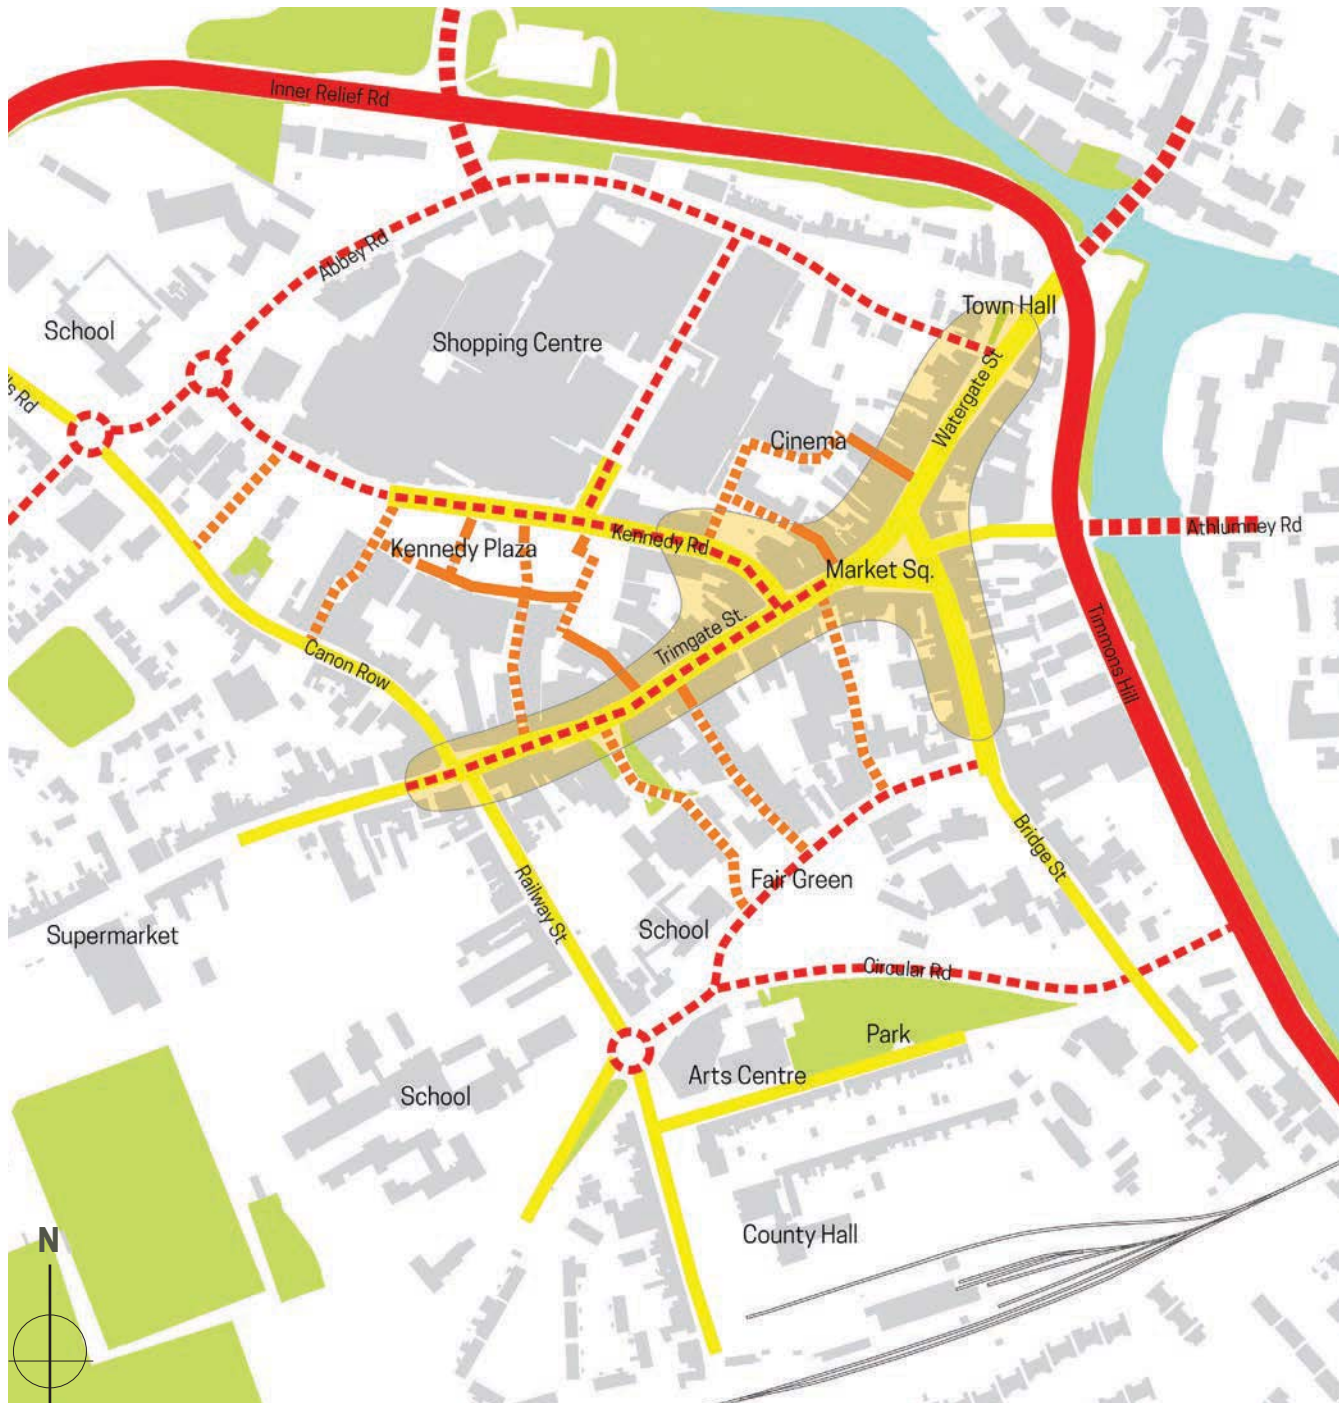 Inner Relief Rd
Abbey Rd
School
Shopping Centre
Town Hall
Watergate St
Cinema
Kennedy Rd
Kennedy Plaza
Market Sq.
Athlumney Rd
Trimgate St.
Timmons Hill
Canon Row
Bridge St
Railway St
Fair Green
School
Supermarket
Circular Rd
Park
Arts Centre
School
County Hall
N